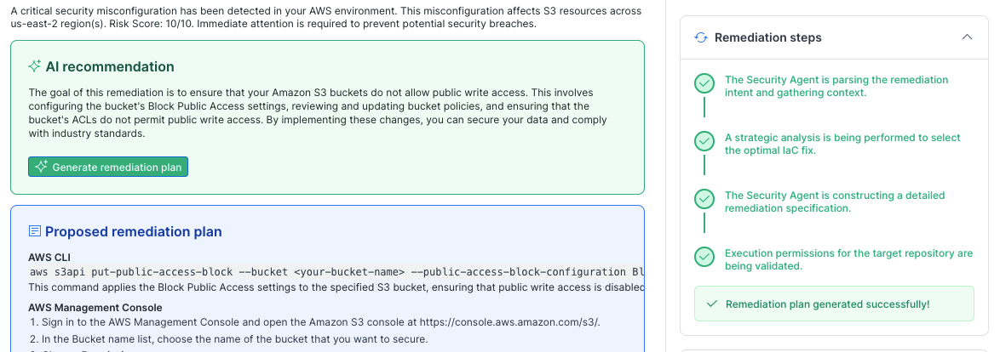 A critical security misconfiguration has been detected in your AWS environment. This misconfiguration affects S3 resources across
us-east-2 region(s). Risk Score: 10/10. Immediate attention is required to prevent potential security breaches.
AI recommendation
The goal of this remediation is to ensure that your Amazon S3 buckets do not allow public write access. This involves
configuring the bucket's Block Public Access settings, reviewing and updating bucket policies, and ensuring that the
bucket's ACLs do not permit public write access. By implementing these changes, you can secure your data and comply
with industry standards.
Generate remediation plan
Proposed remediation plan
AWS CLI
aws s3api put-public-access-block --bucket <your-bucket-name> --public-access-block-configuration Bl
This command applies the Block Public Access settings to the specified S3 bucket, ensuring that public write access is disabled
AWS Management Console
1. Sign in to the AWS Management Console and open the Amazon S3 console at https://console.aws.amazon.com/s3/.
2. In the Bucket name list, choose the name of the bucket that you want to secure.
Remediation steps
The Security Agent is parsing the remediation
intent and gathering context.
A strategic analysis is being performed to select
the optimal IaC fix.
The Security Agent is constructing a detailed
remediation specification.
Execution permissions for the target repository are
being validated.
Remediation plan generated successfully!